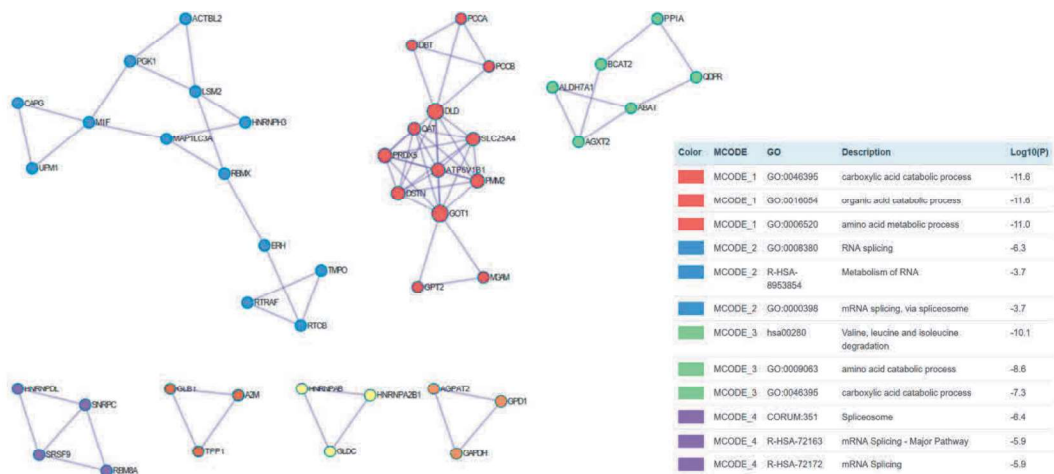 ACTBL2
PGK1
LSM2
CAPG
MIF
HNRNPH3
MAP1LC3A
UFM1
RBMX
ERH
TMPO
RTRAF
RTCB
PCCA
DBT
PCCB
DLD
OAT
SLC25A4
PRDX5
ATP6V1B1
PMM2
DSTN
GOT1
GPT2
MGAM
PPIA
BCAT2
QDPR
ALDH7A1
ABAT
AGXT2
HNRNPDL
SNRPC
SRSF9
RBM8A
GLB1
A2M
TPP1
HNRNPAB
HNRNPA2B1
GLDC
AGPAT2
GPD1
GAPDH
Color MCODE GO Description Log10(P)
MCODE_1 GO:0046395 carboxylic acid catabolic process -11.6
MCODE_1 GO:0016054 organic acid catabolic process -11.6
MCODE_1 GO:0006520 amino acid metabolic process -11.0
MCODE_2 GO:0008380 RNA splicing -6.3
MCODE_2 R-HSA- Metabolism of RNA -3.7
8953854
MCODE_2 GO:0000398 mRNA splicing, via spliceosome -3.7
MCODE_3 hsa00280 Valine, leucine and isoleucine -10.1
degradation
MCODE_3 GO:0009063 amino acid catabolic process -8.6
MCODE_3 GO:0046395 carboxylic acid catabolic process -7.3
MCODE_4 CORUM:351 Spliceosome -6.4
MCODE_4 R-HSA-72163 mRNA Splicing - Major Pathway -5.9
MCODE_4 R-HSA-72172 mRNA Splicing -5.9